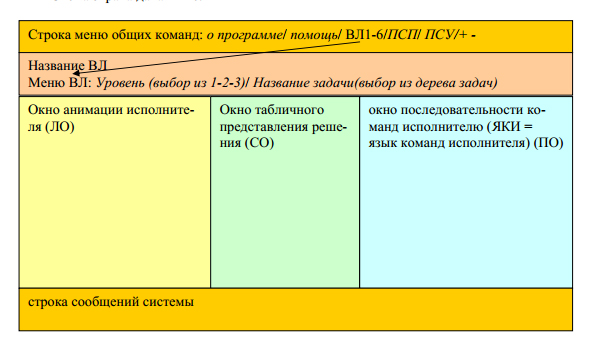 Строка меню общих команд: о программе/ помощь/ ВЛ1-6/ПСП/ ПСУ/+ -
Название ВЛ
Меню ВЛ: Уровень (выбор из 1-2-3)/ Название задачи(выбор из дерева задач)
Окно анимации исполните-
ля (ЛО)
Окно табличного
представления реше-
ния (СО)
окно последовательности ко-
манд исполнителю (ЯКИ =
язык команд исполнителя) (ПО)
строка сообщений системы